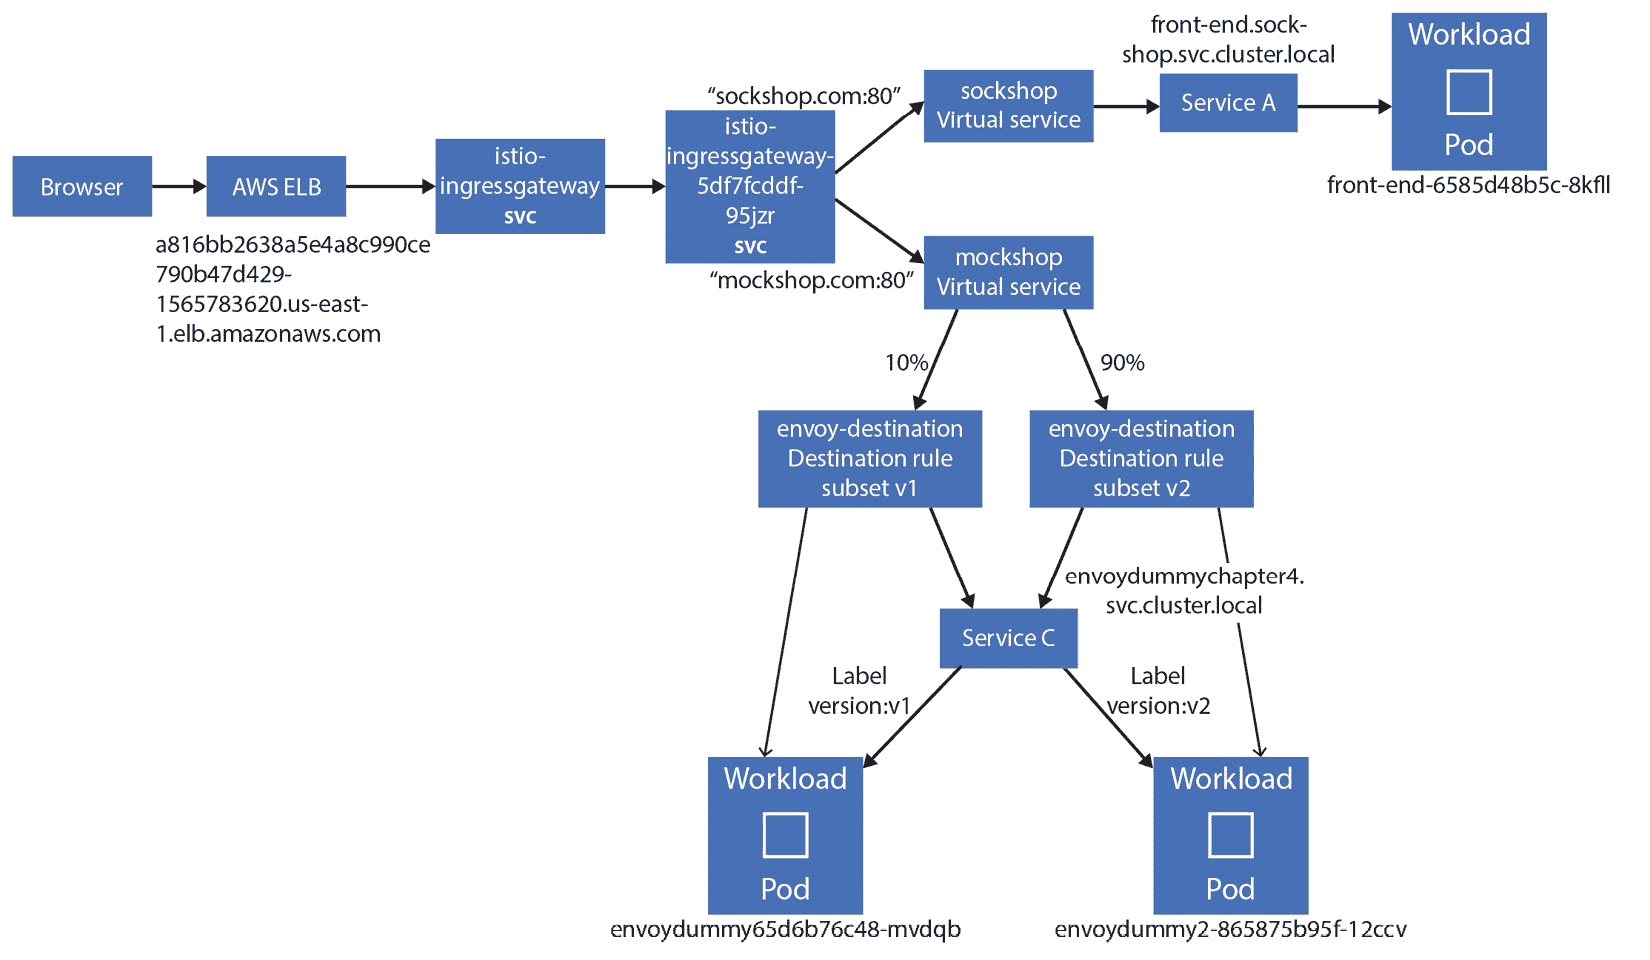 Browser
AWS ELB
a816bb2638a5e4a8c990ce
790b47d429-
1565783620.us-east-
1.elb.amazonaws.com
istio-
ingressgateway
svc
istio-
ingressgateway-
5df7fcddf-
95jzr
svc
“sockshop.com:80”
“mockshop.com:80”
sockshop
Virtual service
front-end.sock-
shop.svc.cluster.local
Service A
Workload
Pod
front-end-6585d48b5c-8kfll
mockshop
Virtual service
10%
90%
envoy-destination
Destination rule
subset v1
envoy-destination
Destination rule
subset v2
envoydummychapter4.
svc.cluster.local
Service C
Label
version:v1
Label
version:v2
Workload
Pod
envoydummy65d6b76c48-mvdqb
Workload
Pod
envoydummy2-865875b95f-12ccv